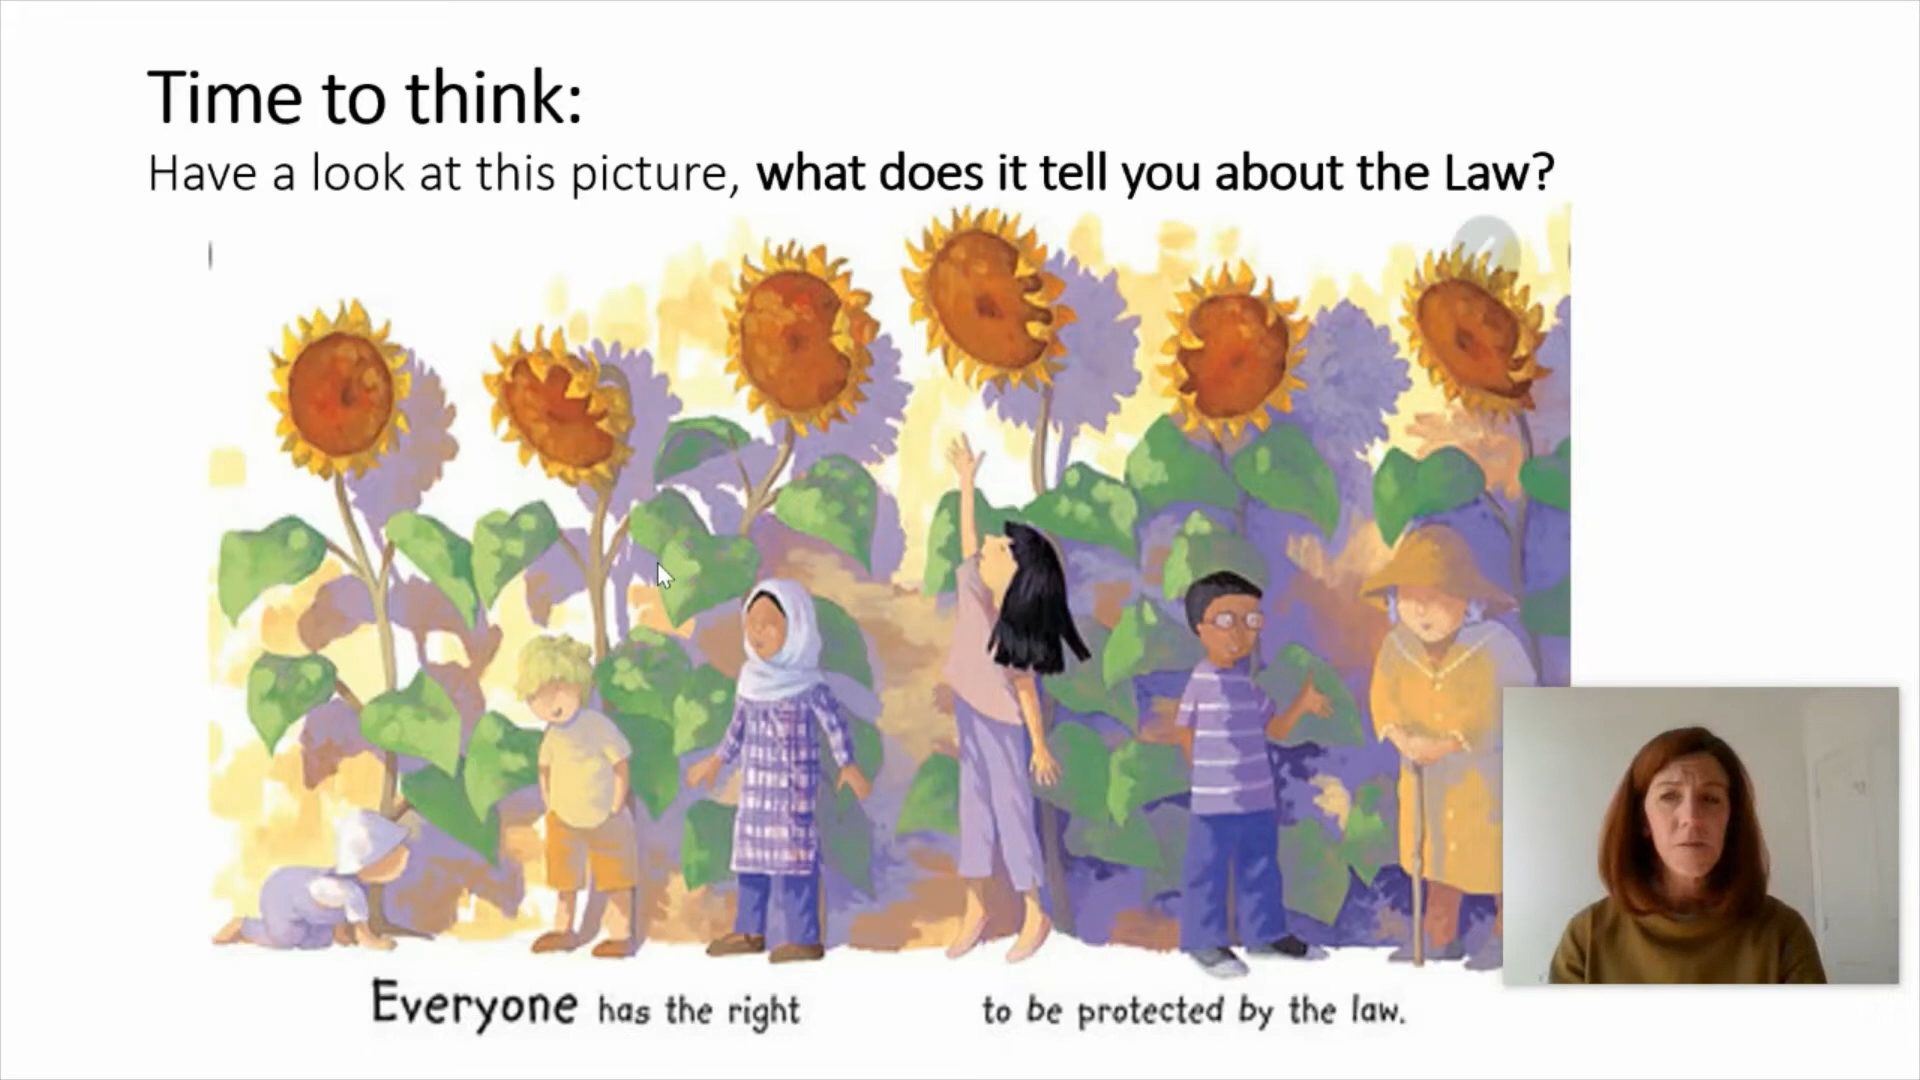 Time to think:
Have a look at this picture, what does it tell you about the Law?
Everyone has the right to be protected by the law.